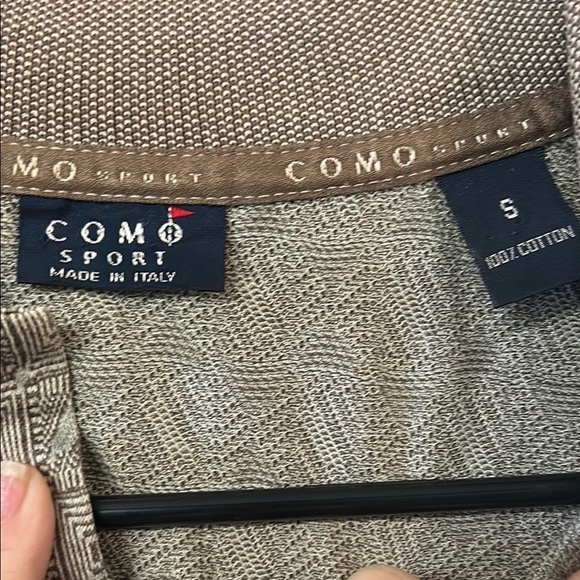 MO SPORT COMO SPORT
COMO
SPORT
MADE IN ITALY
S
100% COTTON